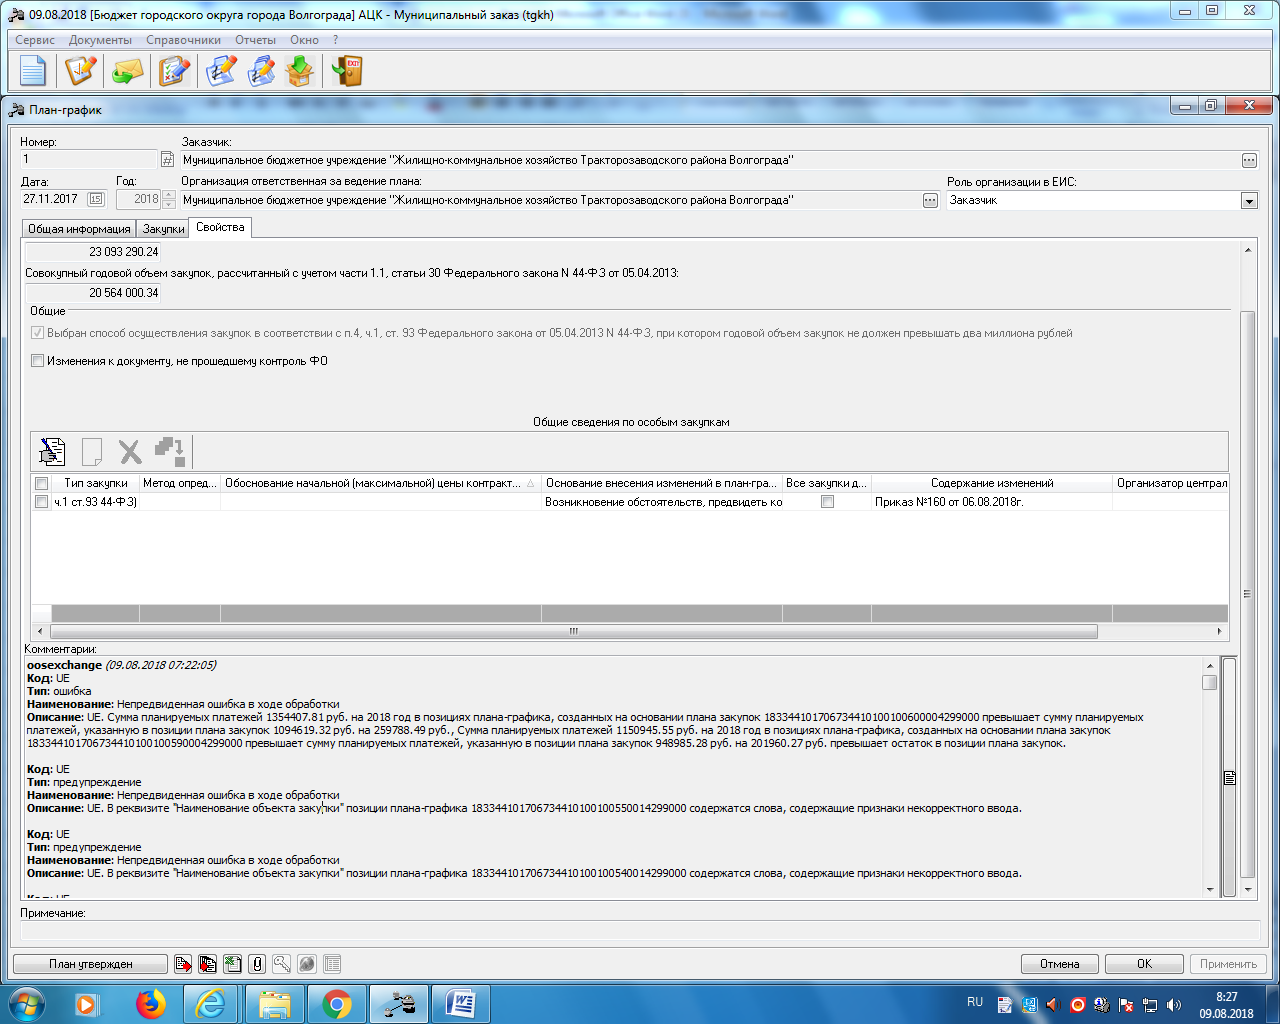 09.08.2018 [Бюджет городского округа города Волгограда] АЦК - Муниципальный заказ (tgkh)
Сервис Документы Справочники Отчеты Окно ?
EXIT
План-график
Номер: Заказчик:
1 Муниципальное бюджетное учреждение "Жилищно-коммунальное хозяйство Тракторозаводского района Волгограда"
Дата: Год: Организация ответственная за ведение плана: Роль организации в ЕИС:
27.11.2017 15 2018 Муниципальное бюджетное учреждение "Жилищно-коммунальное хозяйство Тракторозаводского района Волгограда" Заказчик
Общая информация Закупки Свойства
23 093 290.24
Совокупный годовой объем закупок, рассчитанный с учетом части 1.1, статьи 30 Федерального закона N 44-ФЗ от 05.04.2013:
20 564 000.34
Общие
Выбран способ осуществления закупок в соответствии с п.4, ч.1, ст. 93 Федерального закона от 05.04.2013 N 44-ФЗ, при котором годовой объем закупок не должен превышать два миллиона рублей
Изменения к документу, не прошедшему контроль ФО
Общие сведения по особым закупкам
Тип закупки Метод опред... Обоснование начальной (максимальной) цены контракт... Основание внесения изменений в план-гра... Все закупки д... Содержание изменений Организатор централ
ч.1 ст.93 44-ФЗ) Возникновение обстоятельств, предвидеть ко Приказ №160 от 06.08.2018г.
Комментарии:
oosexchange (09.08.2018 07:22:05)
Код: UE
Тип: ошибка
Наименование: Непредвиденная ошибка в ходе обработки
Описание: UE. Сумма планируемых платежей 1354407.81 руб. на 2018 год в позициях плана-графика, созданных на основании плана закупок 183344101706734410100100600004299000 превышает сумму планируемых
платежей, указанную в позиции плана закупок 1094619.32 руб. на 259788.49 руб., Сумма планируемых платежей 1150945.55 руб. на 2018 год в позициях плана-графика, созданных на основании плана закупок
183344101706734410100100590004299000 превышает сумму планируемых платежей, указанную в позиции плана закупок 948985.28 руб. на 201960.27 руб. превышает остаток в позиции плана закупок.
Код: UE
Тип: предупреждение
Наименование: Непредвиденная ошибка в ходе обработки
Описание: UE. В реквизите "Наименование объекта закупки" позиции плана-графика 183344101706734410100100550014299000 содержатся слова, содержащие признаки некорректного ввода.
Код: UE
Тип: предупреждение
Наименование: Непредвиденная ошибка в ходе обработки
Описание: UE. В реквизите "Наименование объекта закупки" позиции плана-графика 183344101706734410100100540014299000 содержатся слова, содержащие признаки некорректного ввода.
Код: UE
Примечание:
План утвержден Отмена OK Применить
RU 8:27
09.08.2018